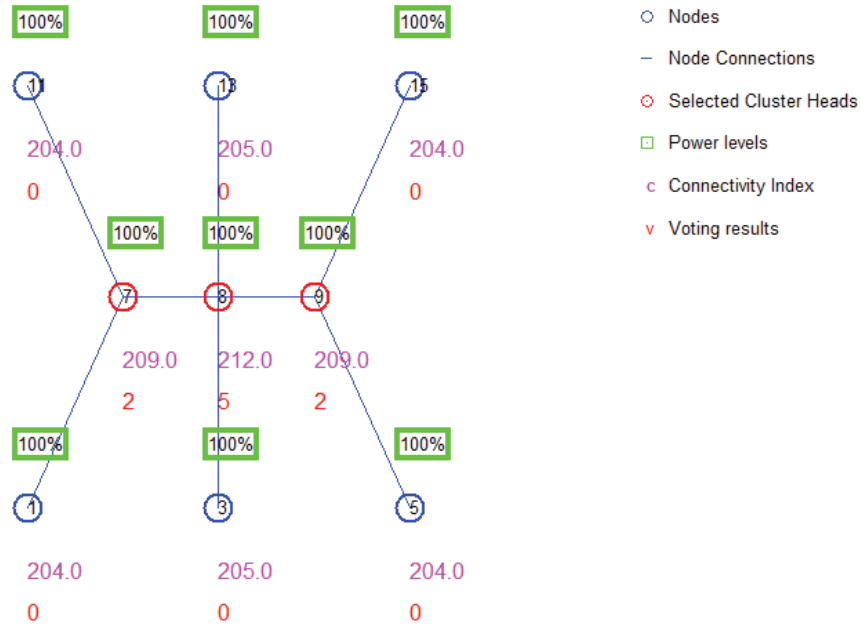 100% 100% 100%
11 13 15
204.0 205.0 204.0
0 0 0
100% 100% 100%
7 8 9
209.0 212.0 209.0
2 5 2
100% 100% 100%
1 3 5
204.0 205.0 204.0
0 0 0
Nodes
Node Connections
Selected Cluster Heads
Power levels
c Connectivity Index
v Voting results